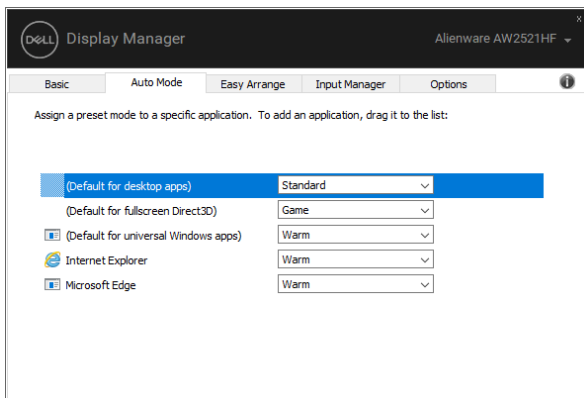 DELL Display Manager Alienware AW2521HF
x
Basic Auto Mode Easy Arrange Input Manager Options i
Assign a preset mode to a specific application. To add an application, drag it to the list:
(Default for desktop apps) Standard
(Default for fullscreen Direct3D) Game
(Default for universal Windows apps) Warm
Internet Explorer Warm
Microsoft Edge Warm